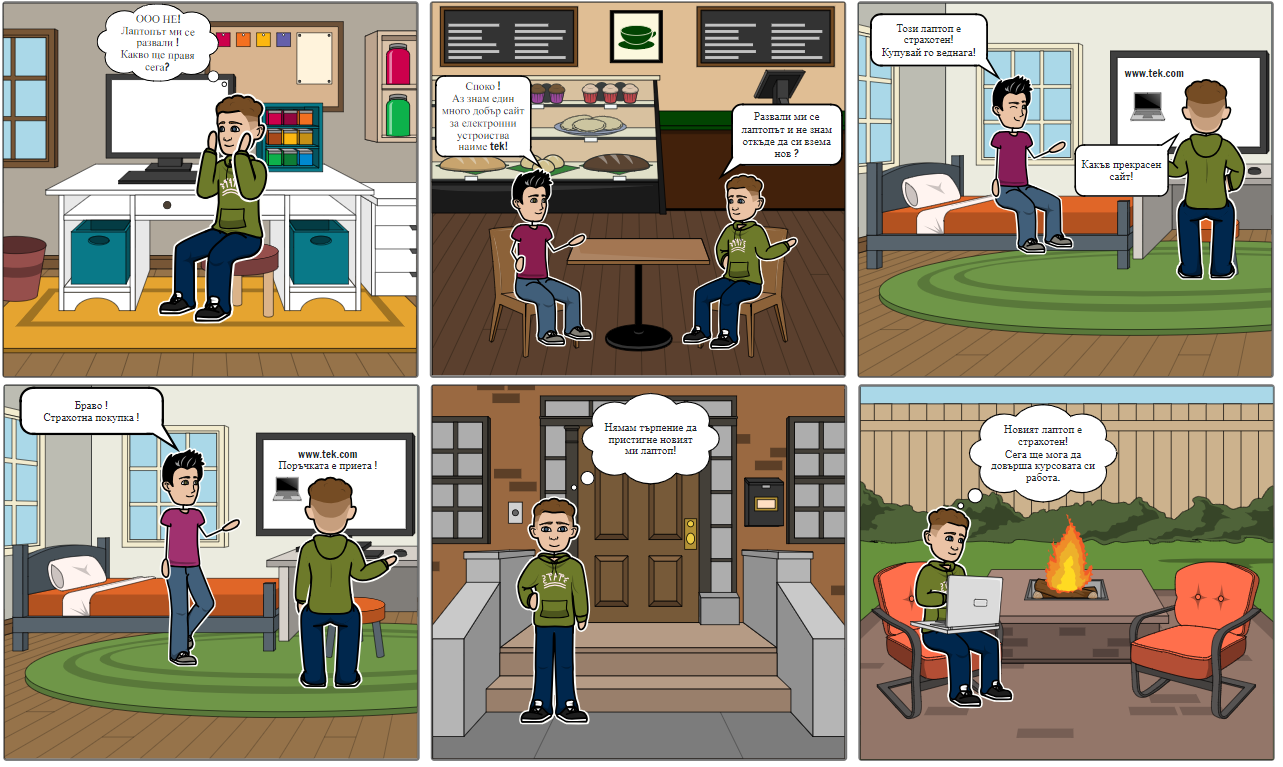 ООО НЕ!
Лаптопът ми се
развали !
Какво ще правя
сега?
Споко !
Аз знам един
много добър сайт
за електронни
устройства
наиме tek!
Развали ми се
лаптопът и не знам
откъде да си взема
нов ?
Този лаптоп е
страхотен!
Купувай го веднага!
www.tek.com
Какъв прекрасен
сайт!
Браво !
Страхотна покупка !
www.tek.com
Поръчката е приета !
Нямам търпение да
пристигне новият
ми лаптоп!
Новият лаптоп е
страхотен!
Сега ще мога да
довърша курсовата си
работа.